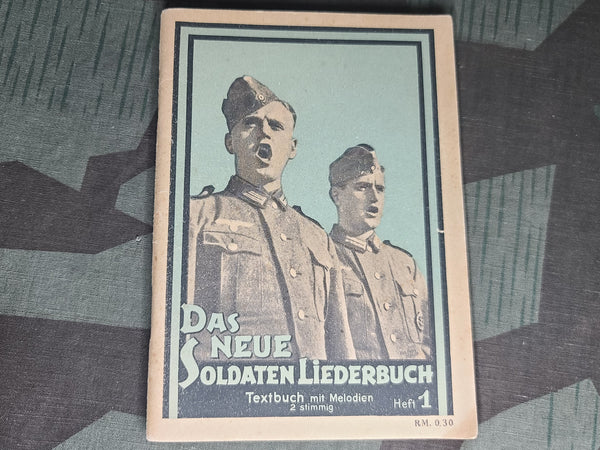 DAS
NEUE
SOLDATEN LIEDERBUCH
Textbuch mit Melodien
2 stimmig
Heft 1
RM. 0.30